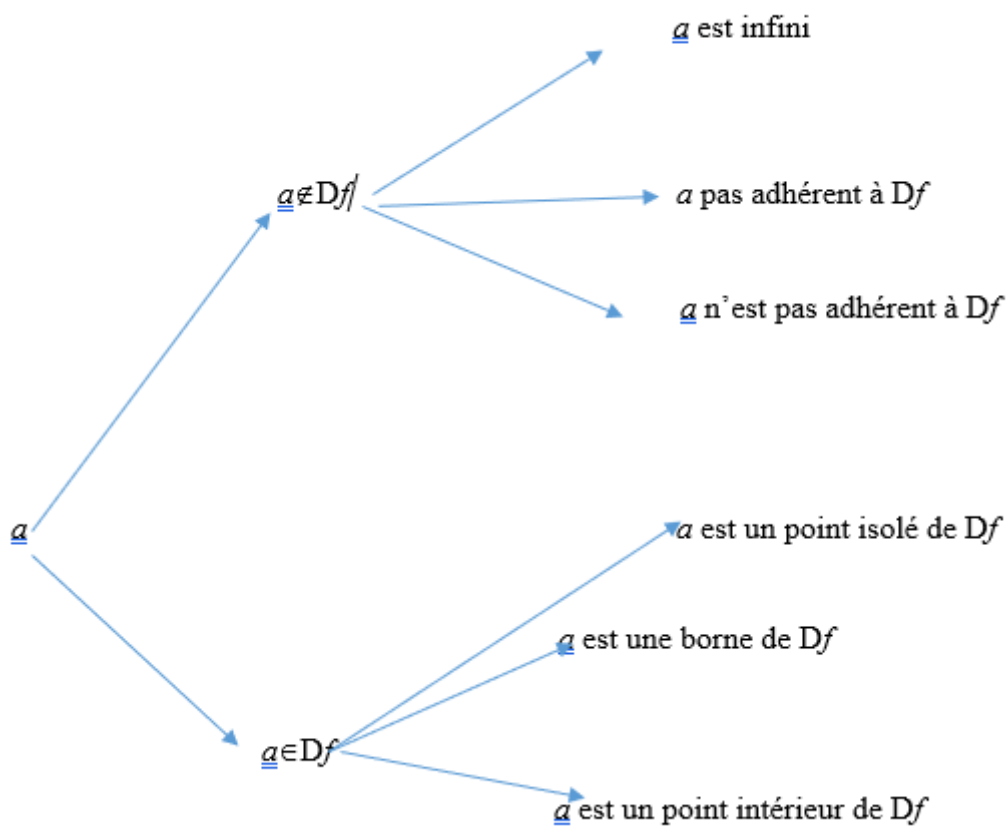 a est infini
a∉Df
a pas adhérent à Df
a n'est pas adhérent à Df
a
a est un point isolé de Df
a est une borne de Df
a∈Df
a est un point intérieur de Df